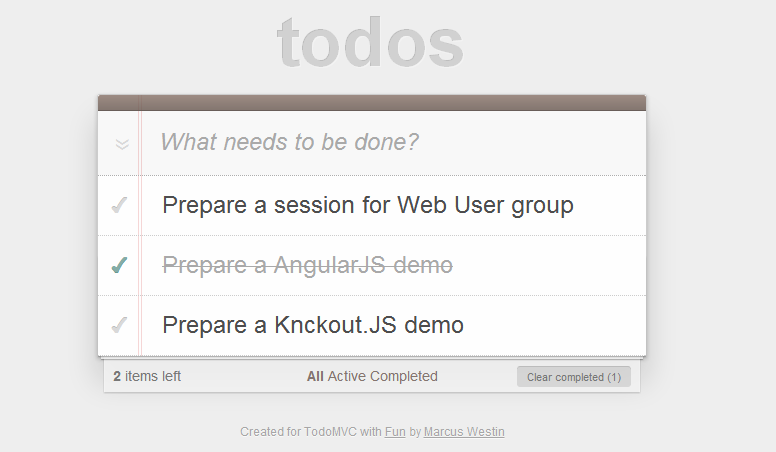 todos
What needs to be done?
Prepare a session for Web User group
Prepare a AngularJS demo
Prepare a Knckout.JS demo
2 items left All Active Completed Clear completed (1)
Created for TodoMVC with Fun by Marcus Westin